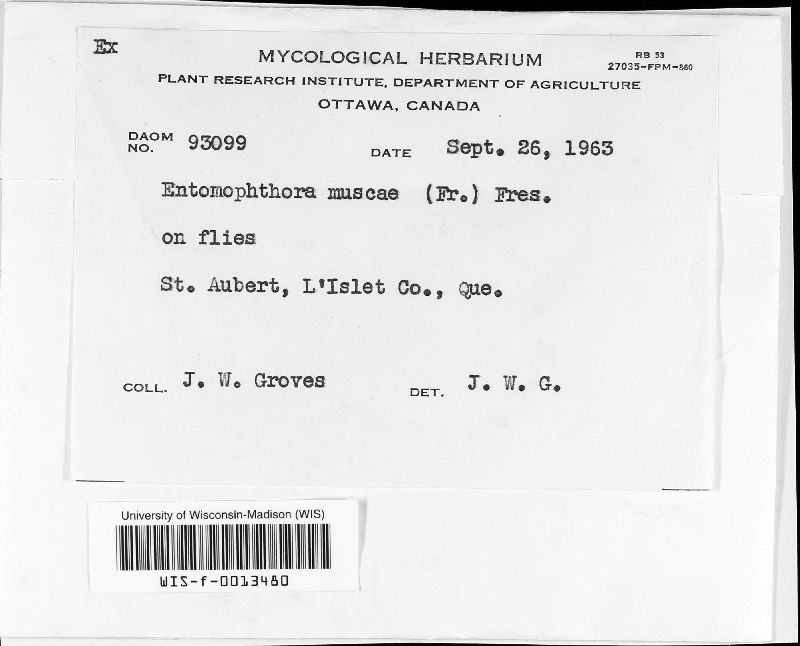 Ex
MYCOLOGICAL HERBARIUM
RB 53
27035-FPM-860
PLANT RESEARCH INSTITUTE, DEPARTMENT OF AGRICULTURE
OTTAWA, CANADA
DAOM NO. 93099 DATE Sept. 26, 1963
Entomophthora muscae (Fr.) Fres.
on flies
St. Aubert, L'Islet Co., Que.
COLL. J. W. Groves DET. J. W. G.
University of Wisconsin-Madison (WIS)
WIS-f-0013480